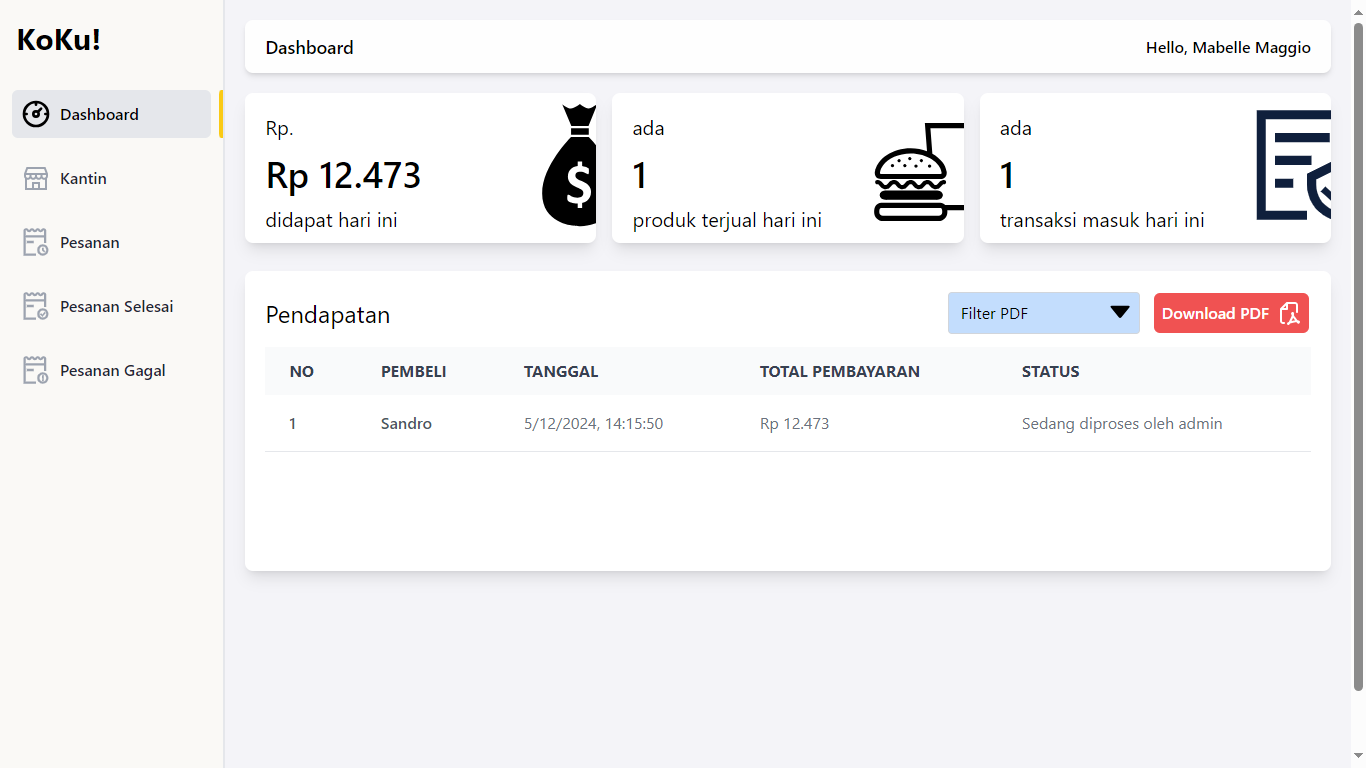 KoKu!
Dashboard
Kantin
Pesanan
Pesanan Selesai
Pesanan Gagal
Dashboard
Hello, Mabelle Maggio
Rp.
Rp 12.473
didapat hari ini
ada
1
produk terjual hari ini
ada
1
transaksi masuk hari ini
Pendapatan
Filter PDF
Download PDF
NO PEMBELI TANGGAL TOTAL PEMBAYARAN STATUS
1 Sandro 5/12/2024, 14:15:50 Rp 12.473 Sedang diproses oleh admin